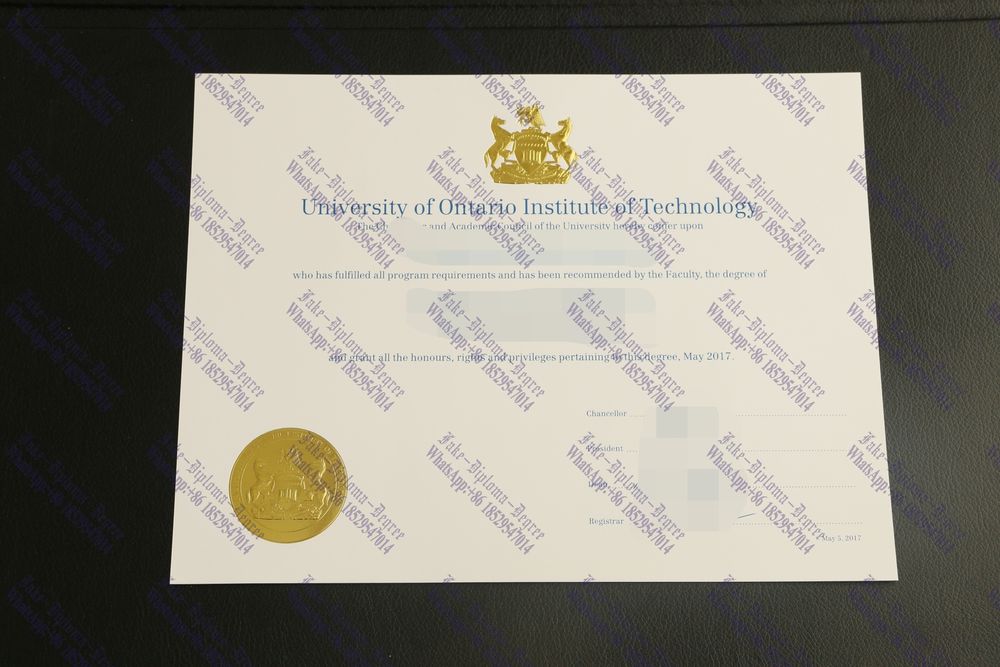 University of Ontario Institute of Technology
and Academic Council of the University hereby confer upon
who has fulfilled all program requirements and has been recommended by the Faculty, the degree of
and grant all the honours, rights and privileges pertaining to this degree, May 2017.
Chancellor
President
Dean
Registrar
May 5, 2017
Fake-Diploma-Degree
WhatsApp:+86 18529547014